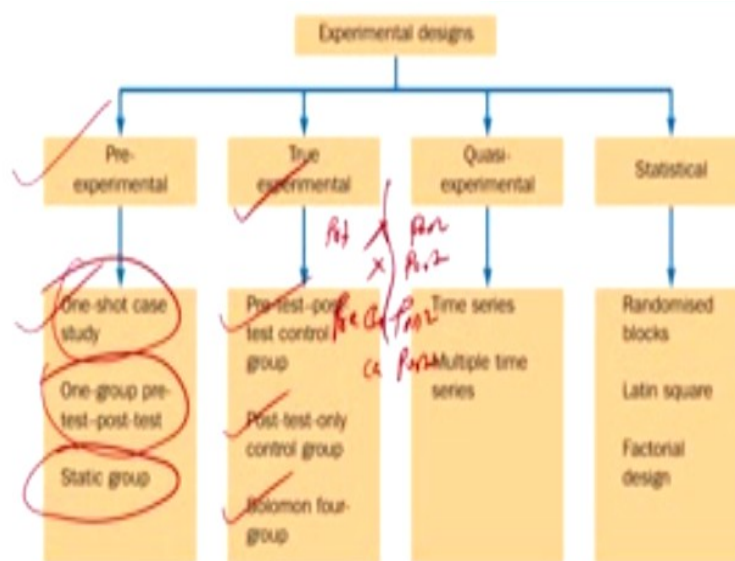 Experimental designs
Pre-
experimental
True
experimental
Quasi-
experimental
Statistical
One-shot case
study
One-group pre-
test–post-test
Static group
Pre-test–post-
test control
group
Post-test-only
control group
Solomon four-
group
Time series
Multiple time
series
Randomised
blocks
Latin square
Factorial
design